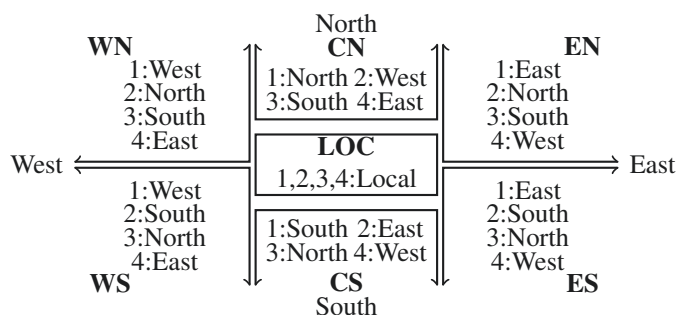 North
WN CN EN
1:West 1:North 2:West 1:East
2:North 3:South 4:East 2:North
3:South 3:South
4:East LOC 4:West
West 1,2,3,4:Local East
1:West 1:East
2:South 1:South 2:East 2:South
3:North 3:North 4:West 3:North
4:East 4:West
WS CS ES
South